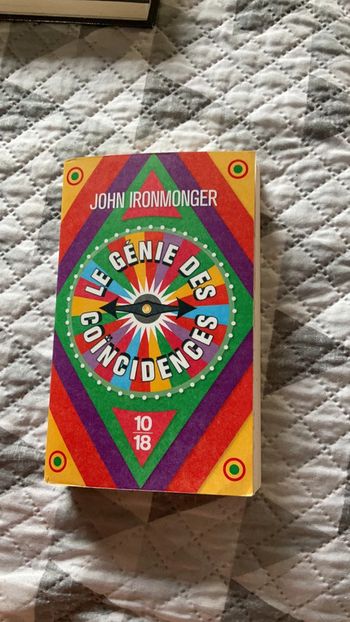 JOHN IRONMONGER
LE GÉNIE DES
COÏNCIDENCES
10
18